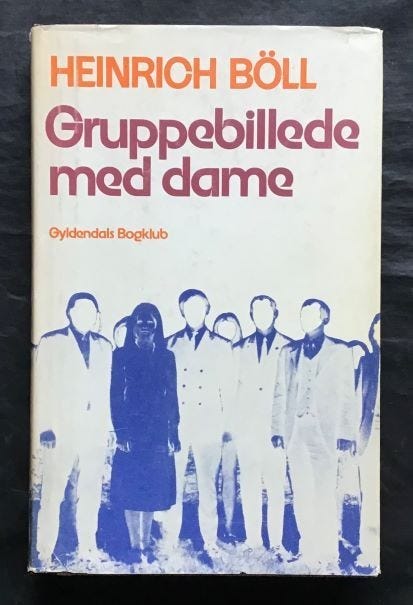 HEINRICH BÖLL
Gruppebillede
med dame
Gyldendals Bogklub